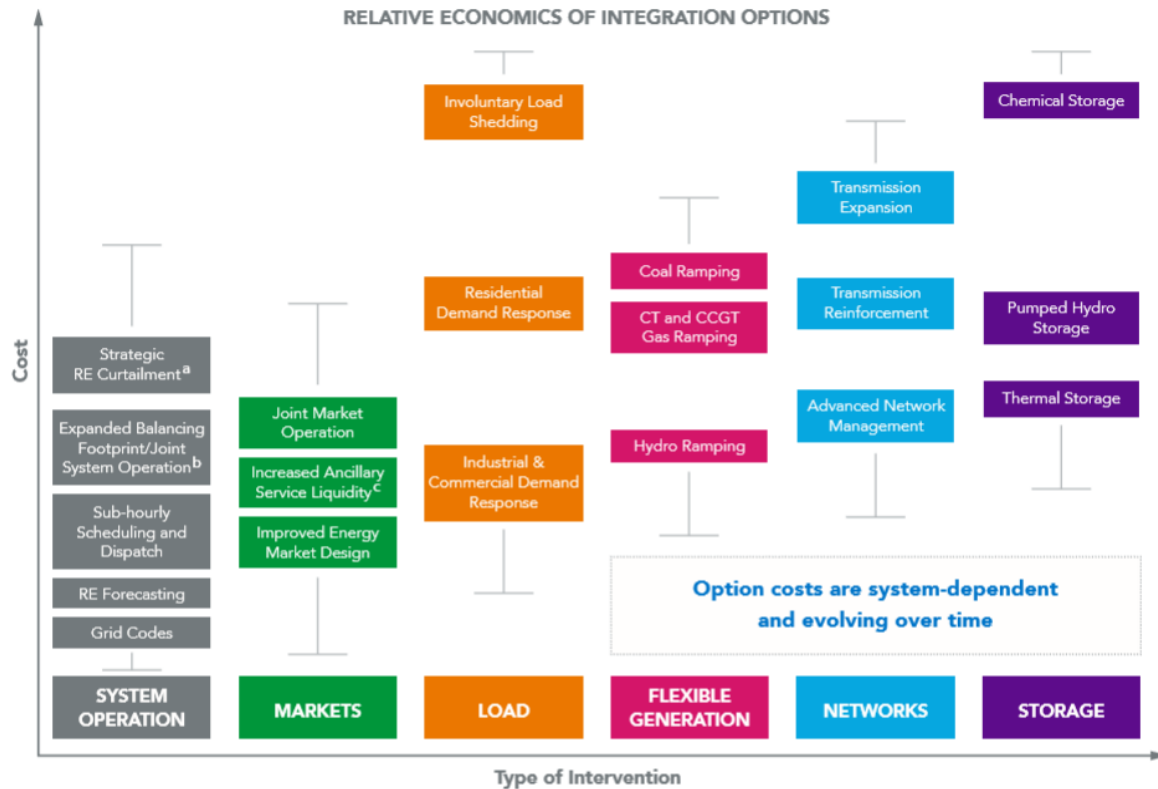 RELATIVE ECONOMICS OF INTEGRATION OPTIONS
Cost
Strategic
RE Curtailmentᵃ
Expanded Balancing
Footprint/Joint
System Operationᵇ
Sub-hourly
Scheduling and
Dispatch
RE Forecasting
Grid Codes
SYSTEM
OPERATION
Joint Market
Operation
Increased Ancillary
Service Liquidityᶜ
Improved Energy
Market Design
MARKETS
Involuntary Load
Shedding
Residential
Demand Response
Industrial &
Commercial Demand
Response
LOAD
Coal Ramping
CT and CCGT
Gas Ramping
Hydro Ramping
FLEXIBLE
GENERATION
Transmission
Expansion
Transmission
Reinforcement
Advanced Network
Management
NETWORKS
Chemical Storage
Pumped Hydro
Storage
Thermal Storage
STORAGE
Option costs are system-dependent
and evolving over time
Type of Intervention